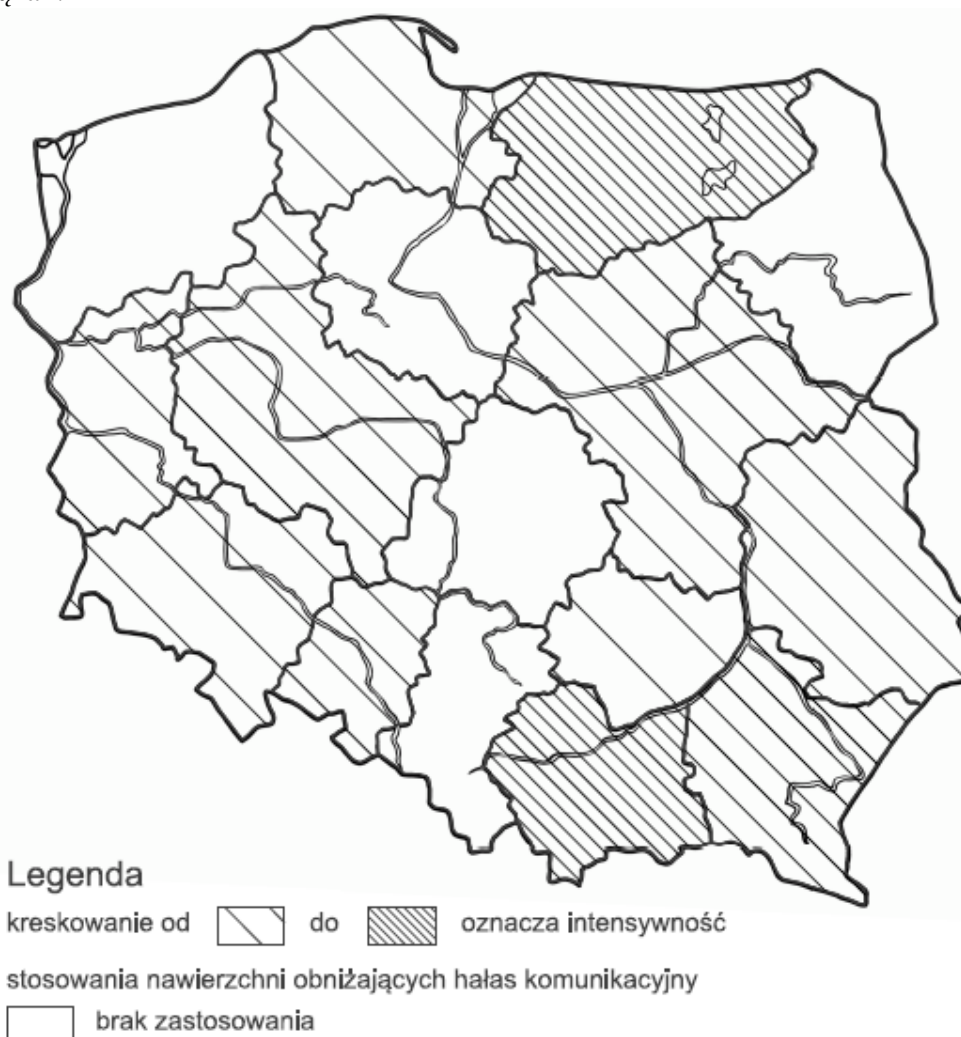 Legenda
kreskowanie od do oznacza intensywność
stosowania nawierzchni obniżających hałas komunikacyjny
brak zastosowania